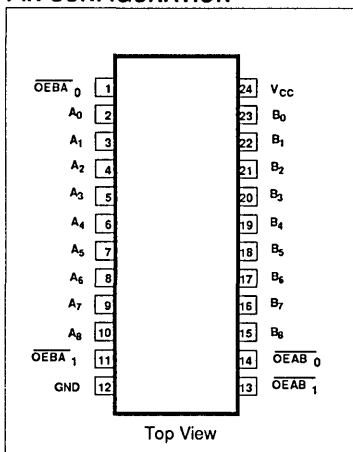 OEBA 0 1 24 VCC
A0 2 23 B0
A1 3 22 B1
A2 4 21 B2
A3 5 20 B3
A4 6 19 B4
A5 7 18 B5
A6 8 17 B6
A7 9 16 B7
A8 10 15 B8
OEBA 1 11 14 OEAB 0
GND 12 13 OEAB 1
Top View